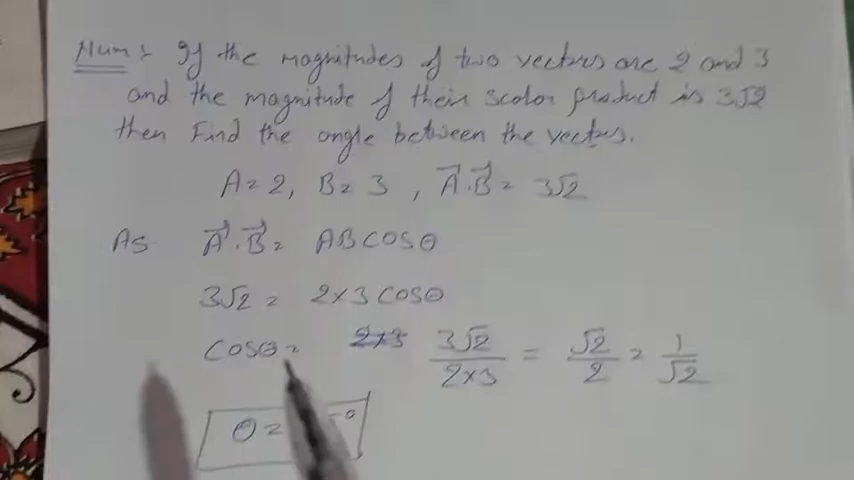 Num: If the magnitudes of two vectors are 2 and 3
and the magnitude of their scalar product is 3√2
then Find the angle between the vectors.
A = 2, B = 3, A⃗.B⃗ = 3√2
As A⃗.B⃗ = ABCOSθ
3√2 = 2×3 COSθ
COSθ = 2×3 3√2/2×3 = √2/2 = 1/√2
θ =